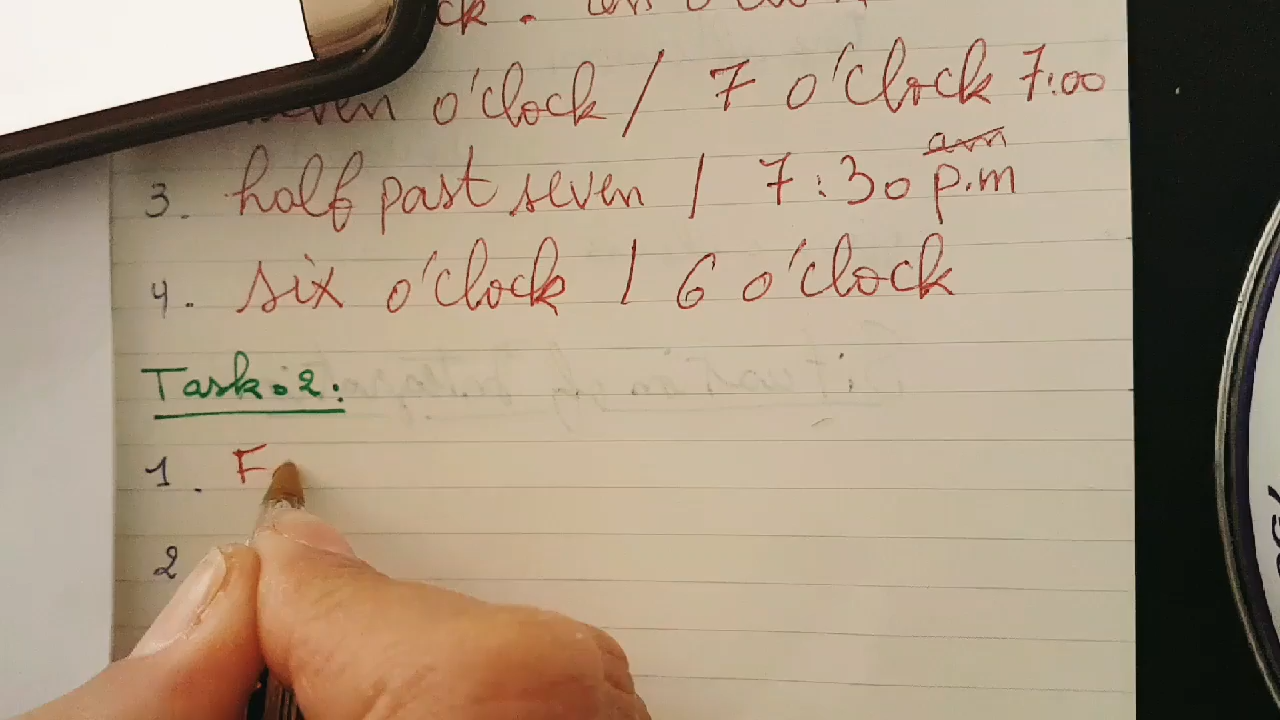 o'clock / 7 o'clock 7:00
am
3. half past seven / 7:30 p.m
4. six o'clock / 6 o'clock
Task.2:
1. F
2